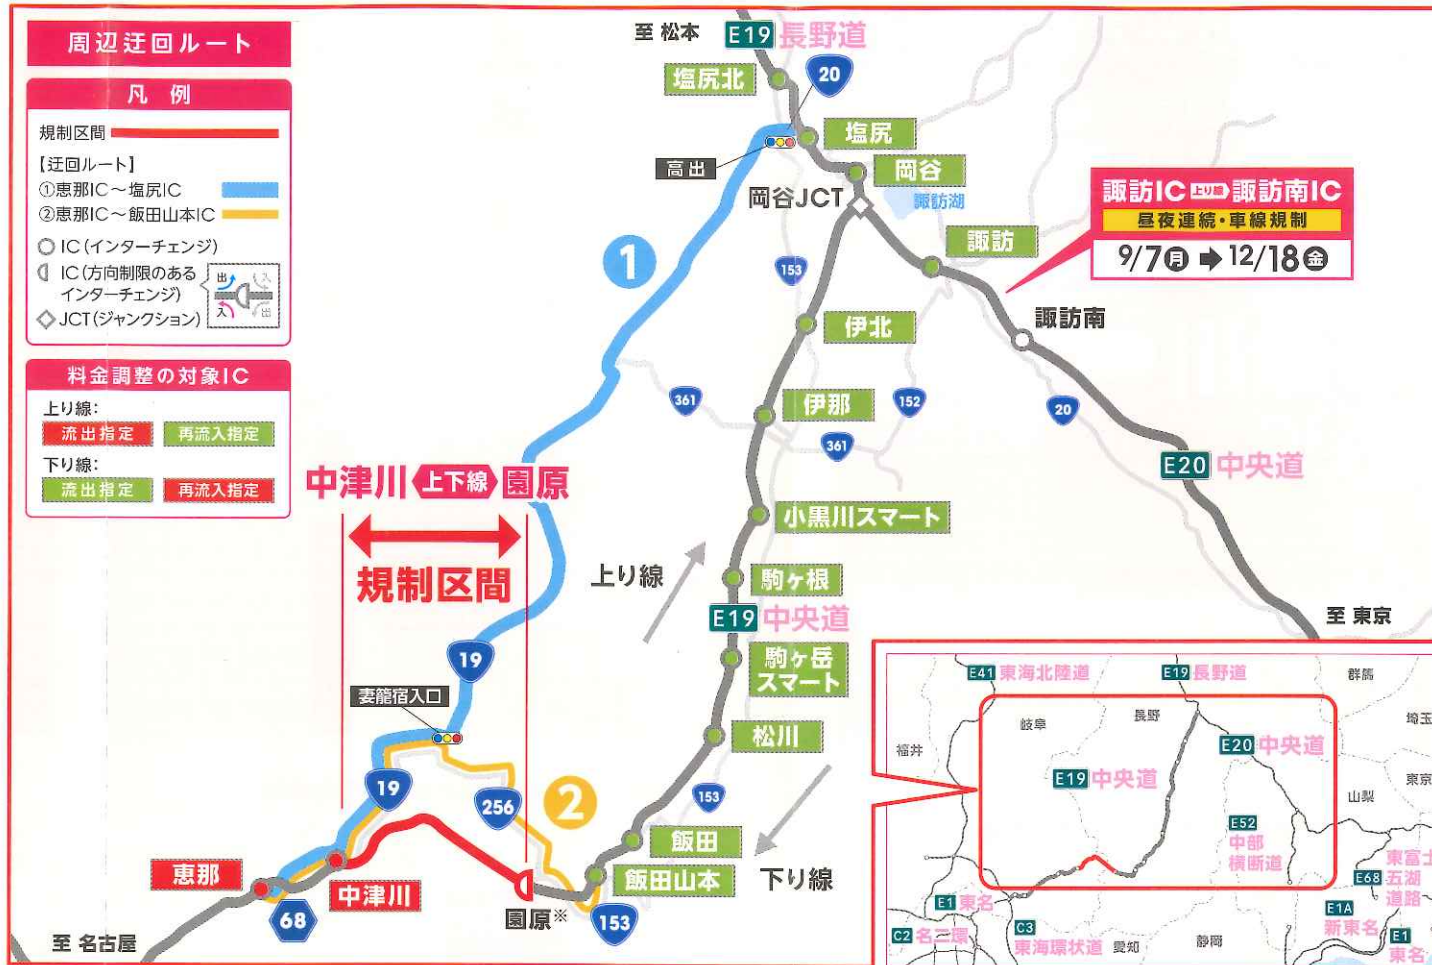 周辺迂回ルート
凡 例
規制区間
【迂回ルート】
①恵那IC～塩尻IC
②恵那IC～飯田山本IC
IC(インターチェンジ)
IC(方向制限のある
インターチェンジ)
出
入
入
出
JCT(ジャンクション)
料金調整の対象IC
上り線:
流出指定
再流入指定
下り線:
流出指定
再流入指定
至 松本
E19 長野道
塩尻北
20
塩尻
高出
岡谷
岡谷JCT
諏訪湖
諏訪
諏訪IC 上り線 諏訪南IC
昼夜連続・車線規制
9/7月 ➡ 12/18金
諏訪南
1
153
伊北
361
伊那
152
20
361
E20 中央道
中津川 上下線 園原
規制区間
小黒川スマート
上り線
駒ヶ根
E19 中央道
至 東京
19
駒ヶ岳
スマート
妻籠宿入口
松川
19
256
2
153
飯田
恵那
中津川
飯田山本
下り線
68
園原※
153
至 名古屋
E41 東海北陸道
E19 長野道
群馬
岐阜
長野
埼玉
福井
E20 中央道
E19 中央道
東京
山梨
E52
中部
横断道
東富士
E68 五湖
道路
E1 東名
E1A
新東名
C2 名二環
C3
東海環状道
愛知
静岡
E1
東名